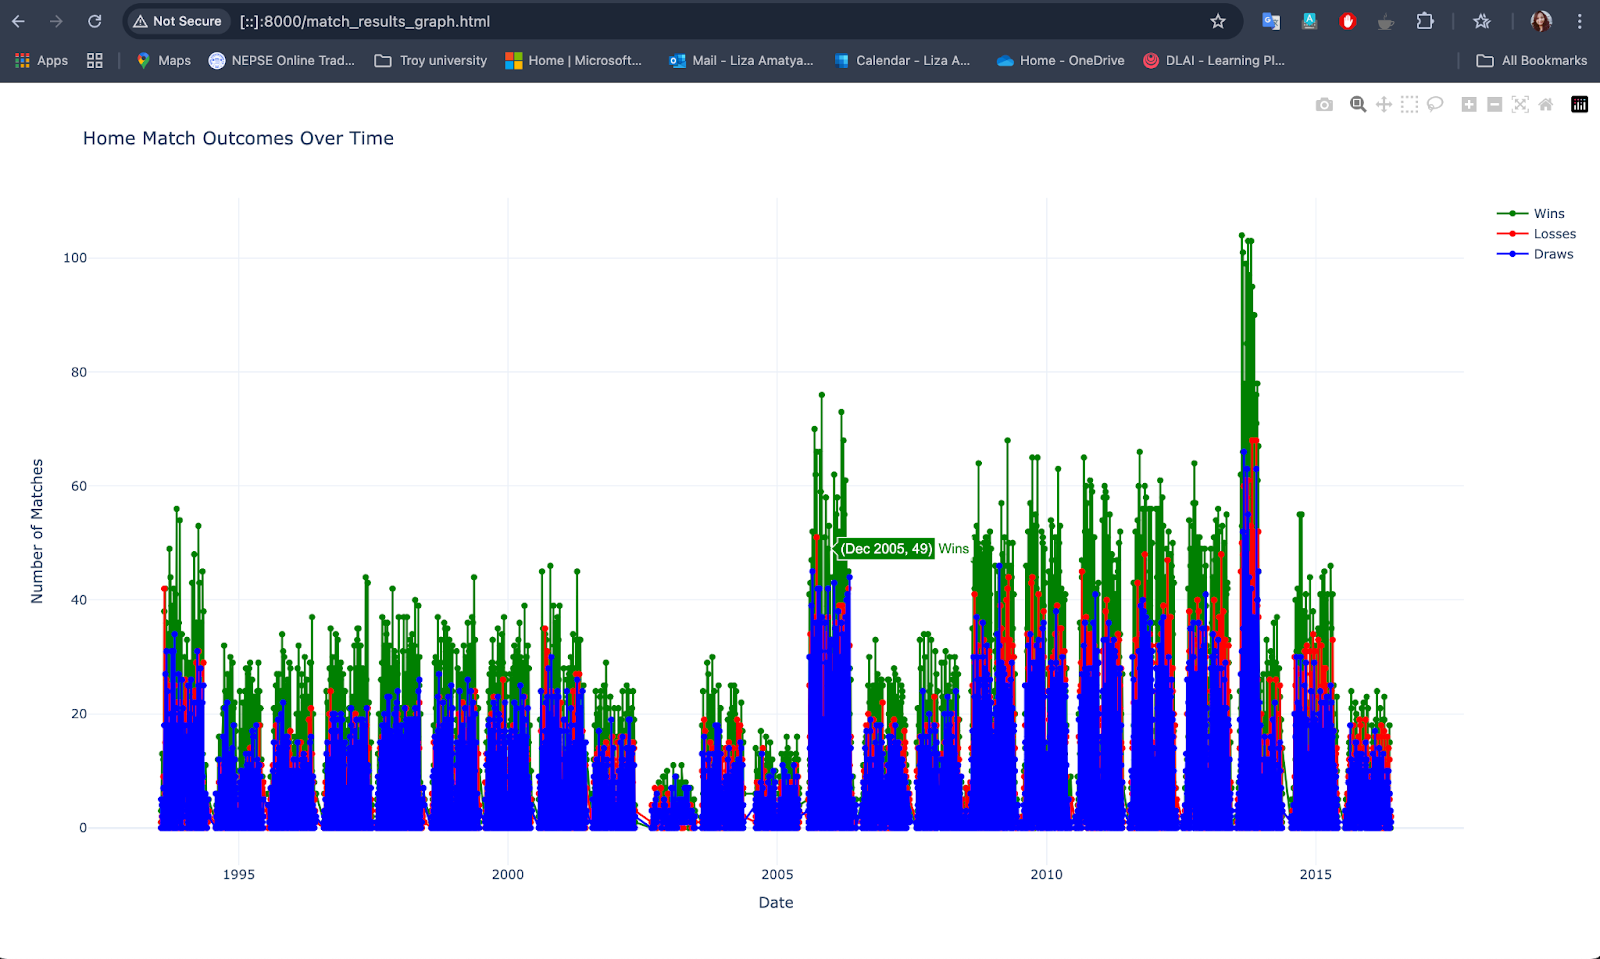 Not Secure [::]:8000/match_results_graph.html
Apps Maps NEPSE Online Trad... Troy university Home | Microsoft... Mail - Liza Amatya... Calendar - Liza A... Home - OneDrive DLAI - Learning Pl... All Bookmarks
Home Match Outcomes Over Time
Wins
Losses
Draws
100
80
60
40
20
0
Number of Matches
(Dec 2005, 49) Wins
1995 2000 2005 2010 2015
Date